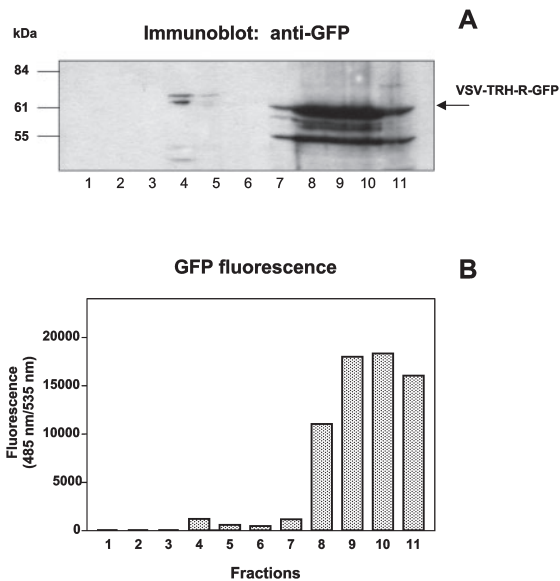 A
kDa
Immunoblot: anti-GFP
84
61
55
VSV-TRH-R-GFP
1 2 3 4 5 6 7 8 9 10 11
GFP fluorescence
B
Fluorescence
(485 nm/535 nm)
20000
15000
10000
5000
0
1 2 3 4 5 6 7 8 9 10 11
Fractions